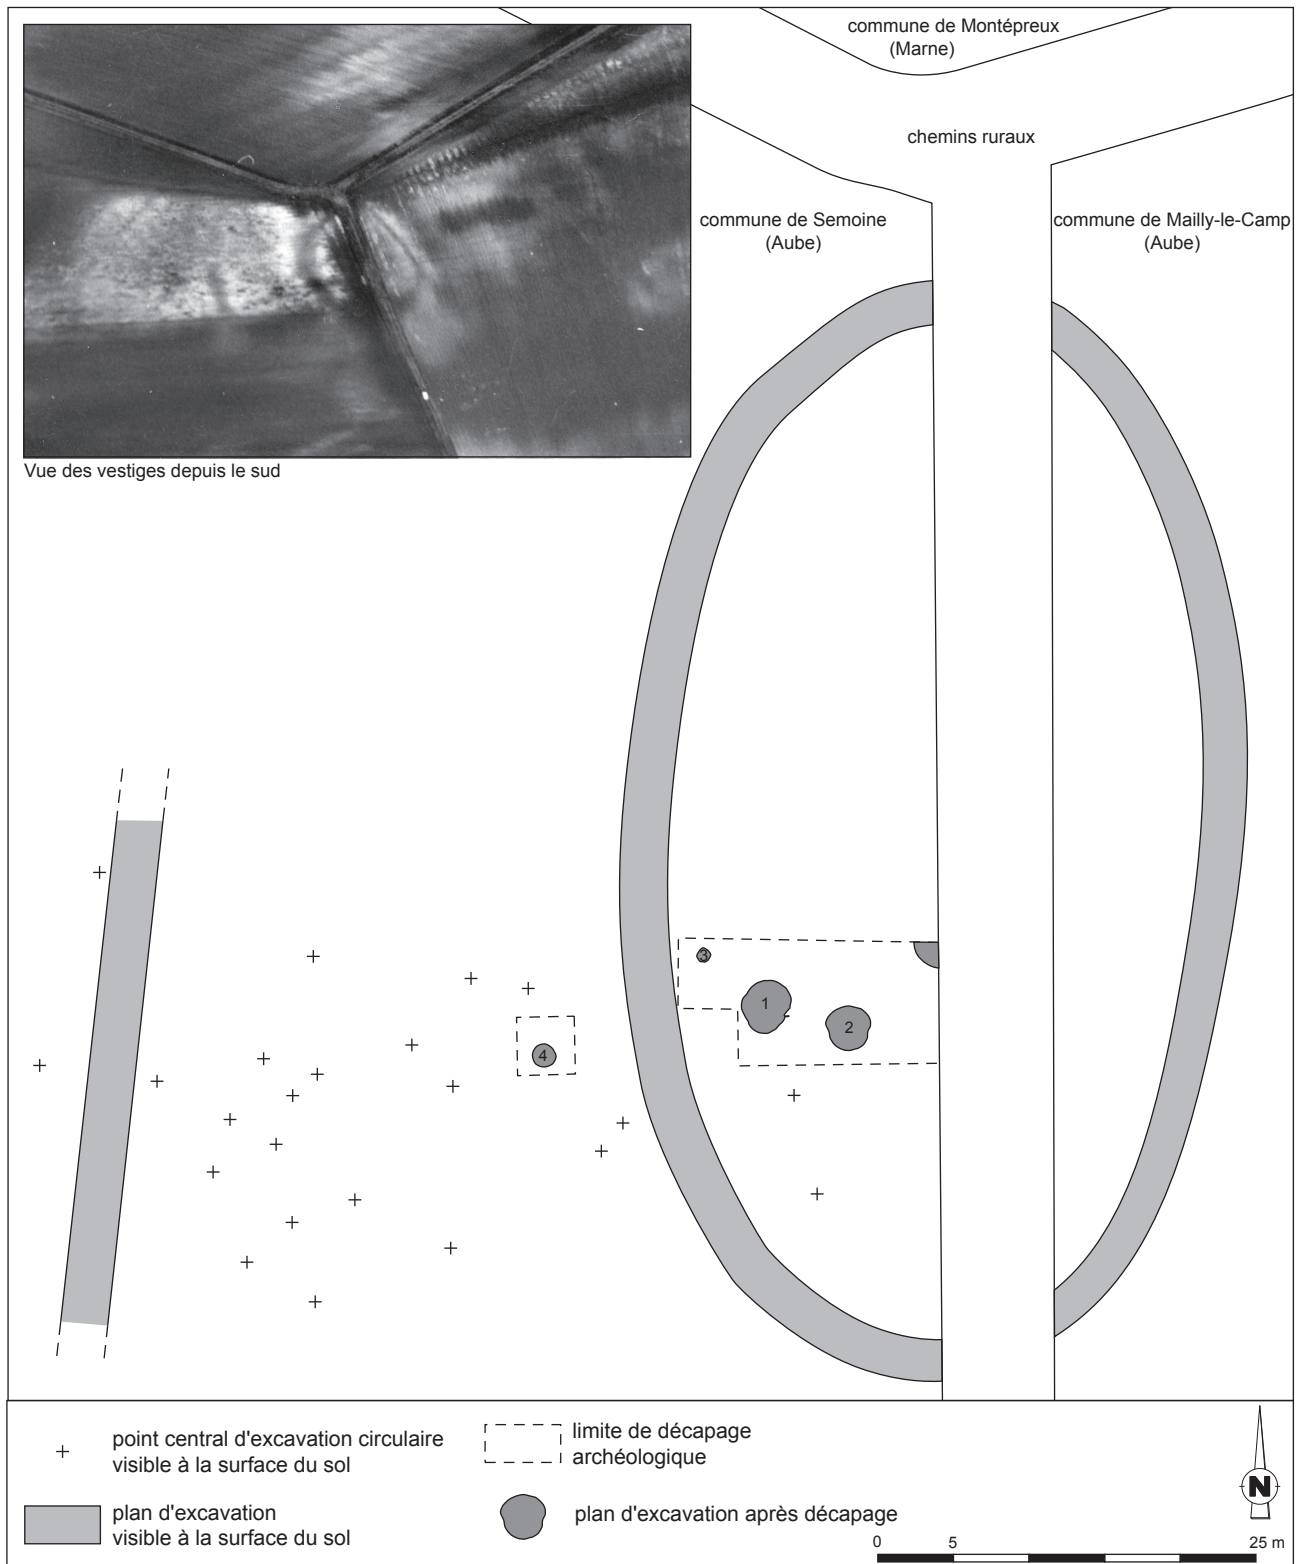 commune de Montépreux
(Marne)
chemins ruraux
commune de Semoine
(Aube)
commune de Mailly-le-Camp
(Aube)
Vue des vestiges depuis le sud
3
1
2
4
point central d'excavation circulaire
visible à la surface du sol
limite de décapage
archéologique
plan d'excavation
visible à la surface du sol
plan d'excavation après décapage
N
0 5 25 m